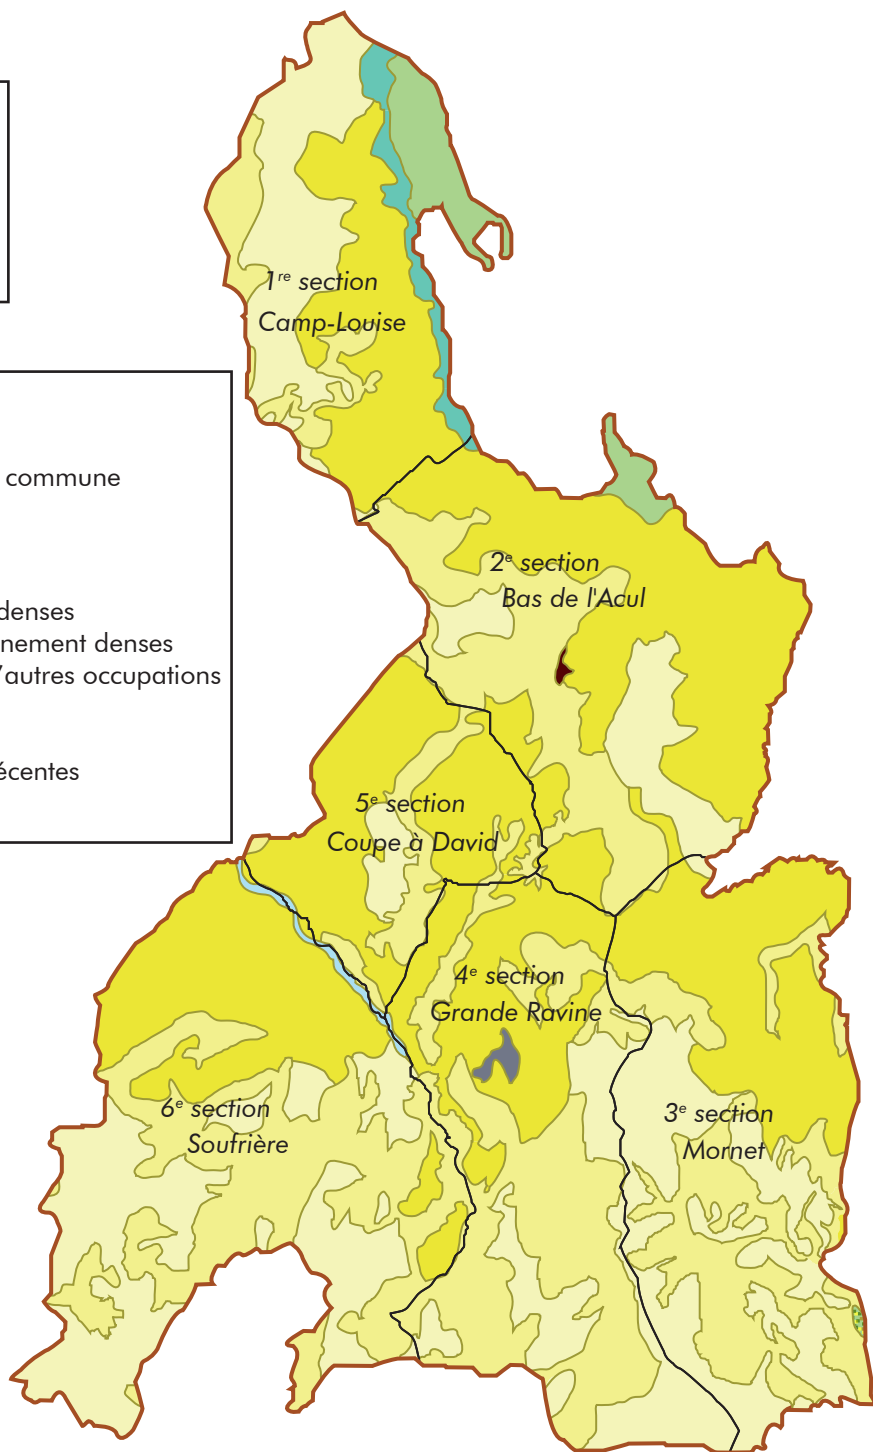 1re section
Camp-Louise
commune
denses
nement denses
'autres occupations
écentes
2e section
Bas de l'Acul
5e section
Coupe à David
4e section
Grande Ravine
6e section
Soufrière
3e section
Mornet